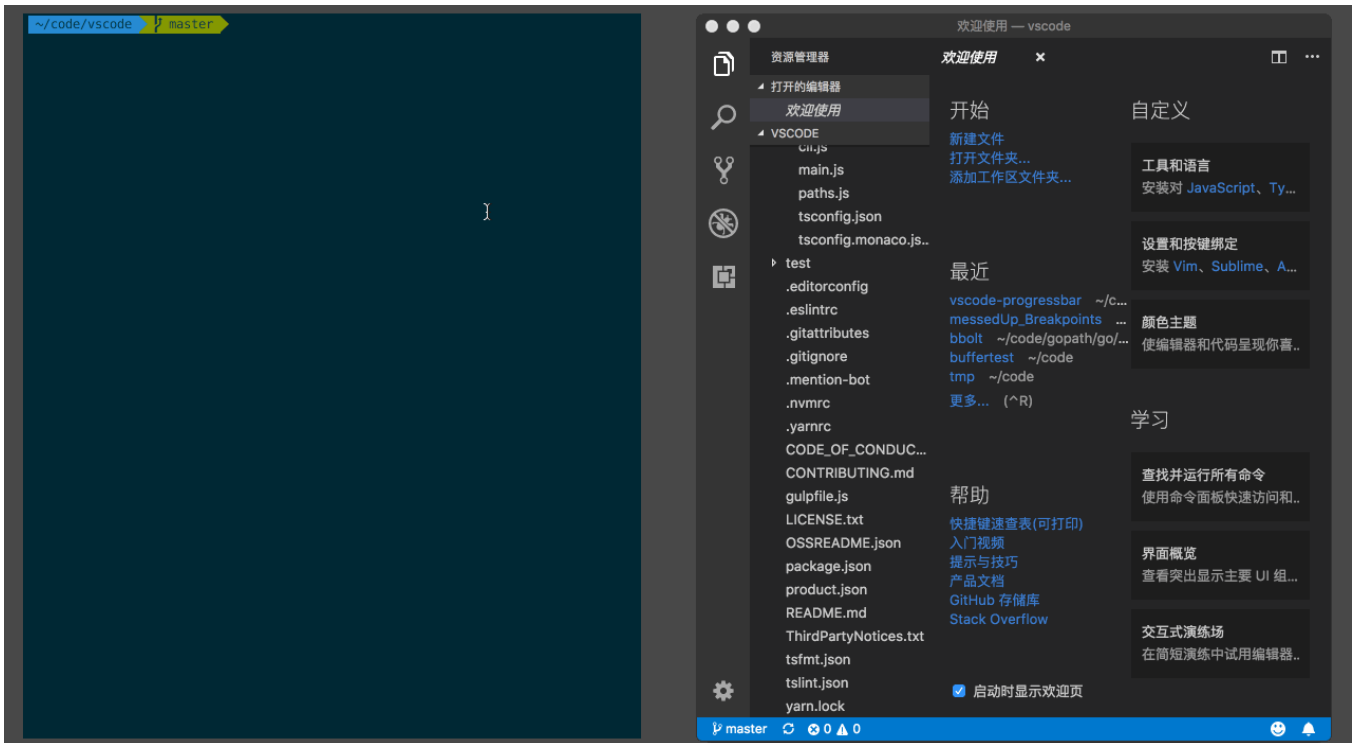 ~/code/vscode master
欢迎使用 — vscode
资源管理器
打开的编辑器
欢迎使用
VSCODE
cli.js
main.js
paths.js
tsconfig.json
tsconfig.monaco.js..
test
.editorconfig
.eslintrc
.gitattributes
.gitignore
.mention-bot
.nvmrc
.yarnrc
CODE_OF_CONDUC...
CONTRIBUTING.md
gulpfile.js
LICENSE.txt
OSSREADME.json
package.json
product.json
README.md
ThirdPartyNotices.txt
tsfmt.json
tslint.json
yarn.lock
欢迎使用 ×
开始
新建文件
打开文件夹...
添加工作区文件夹...
最近
vscode-progressbar ~/c...
messedUp_Breakpoints ...
bbolt ~/code/gopath/go/...
buffertest ~/code
tmp ~/code
更多... (^R)
帮助
快捷键速查表(可打印)
入门视频
提示与技巧
产品文档
GitHub 存储库
Stack Overflow
启动时显示欢迎页
自定义
工具和语言
安装对 JavaScript、Ty...
设置和按键绑定
安装 Vim、Sublime、A...
颜色主题
使编辑器和代码呈现你喜..
学习
查找并运行所有命令
使用命令面板快速访问和..
界面概览
查看突出显示主要 UI 组...
交互式演练场
在简短演练中试用编辑器..
master 0 0